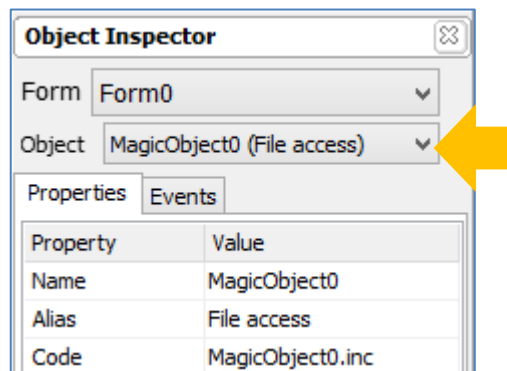 Object Inspector
Form Form0
Object MagicObject0 (File access)
Properties Events
Property Value
Name MagicObject0
Alias File access
Code MagicObject0.inc